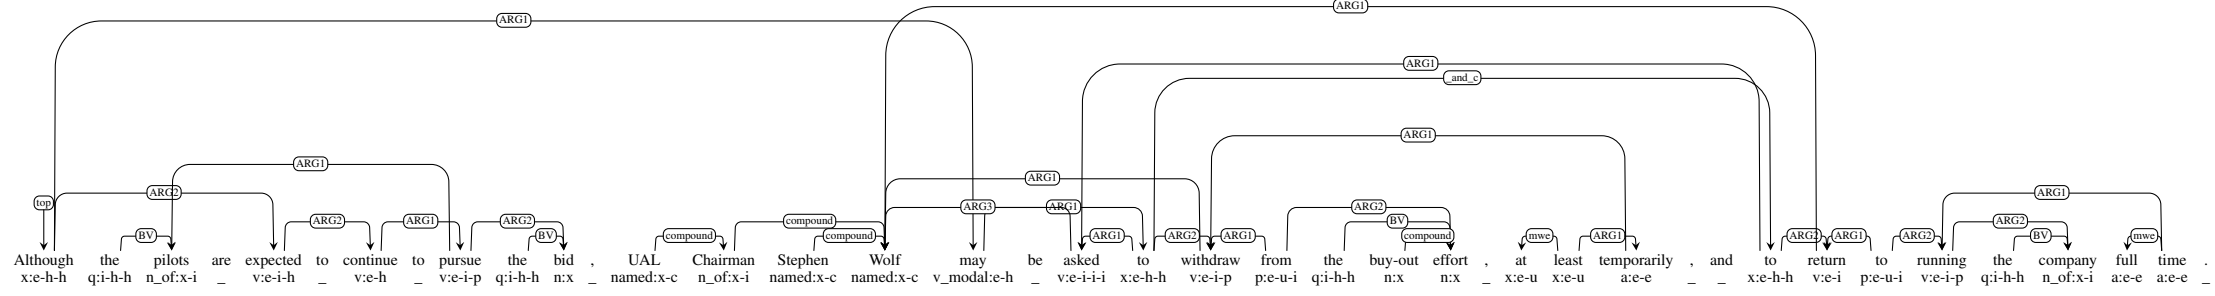 ARG1
ARG1
ARG1
_and_c
ARG1
ARG1
ARG1
top ARG2
ARG3 ARG1 ARG2
ARG2 ARG1 ARG2 compound BV ARG2
BV BV compound compound ARG1 ARG2 ARG1 compound mwe ARG1 ARG2 ARG1 ARG2 BV mwe
ARG1
Although the pilots are expected to continue to pursue the bid , UAL Chairman Stephen Wolf may be asked to withdraw from the buy-out effort , at least temporarily , and to return to running the company full time .
x:e-h-h q:i-h-h n_of:x-i _ v:e-i-h _ v:e-h _ v:e-i-p q:i-h-h n:x _ named:x-c n_of:x-i named:x-c named:x-c v_modal:e-h _ v:e-i-i-i x:e-h-h v:e-i-p p:e-u-i q:i-h-h n:x n:x _ x:e-u x:e-u a:e-e _ _ x:e-h-h v:e-i p:e-u-i v:e-i-p q:i-h-h n_of:x-i a:e-e a:e-e _